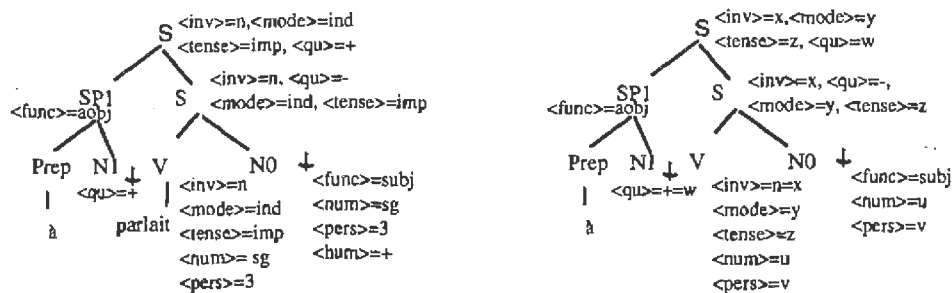 <inv>=n,<mode>=ind
S
<tense>=imp, <qu>=+
<inv>=n, <qu>=-
SP1
S
<mode>=ind, <tense>=imp
<func>=aobj
Prep
N1
V
N0
<qu>=+
à
parlait
<inv>=n
<mode>=ind
<tense>=imp
<num>= sg
<pers>=3
<func>=subj
<num>=sg
<pers>=3
<hum>=+
<inv>=x,<mode>=y
S
<tense>=z, <qu>=w
<inv>=x, <qu>=-,
SP1
S
<mode>=y, <tense>=z
<func>=aobj
Prep
N1
V
N0
<qu>=+=w
à
<inv>=n=x
<mode>=y
<tense>=z
<num>=u
<pers>=v
<func>=subj
<num>=u
<pers>=v